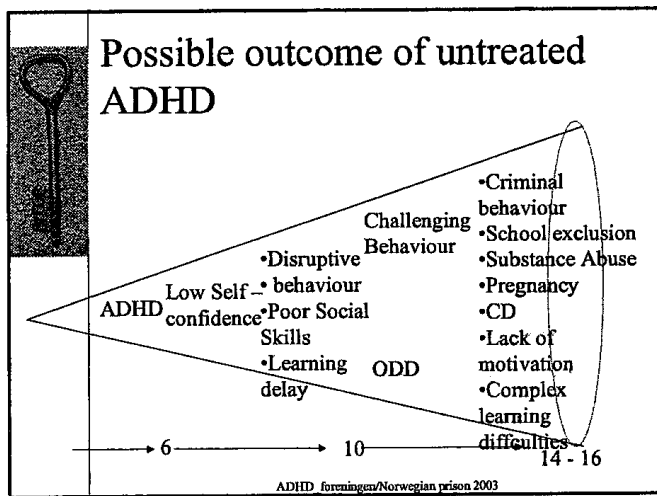 Possible outcome of untreated
ADHD
ADHD
Low Self –
confidence
•Disruptive
• behaviour
•Poor Social
Skills
•Learning
delay
Challenging
Behaviour
ODD
•Criminal
behaviour
•School exclusion
•Substance Abuse
•Pregnancy
•CD
•Lack of
motivation
•Complex
learning
diffculties
6
10
14 - 16
ADHD foreningen/Norwegian prison 2003